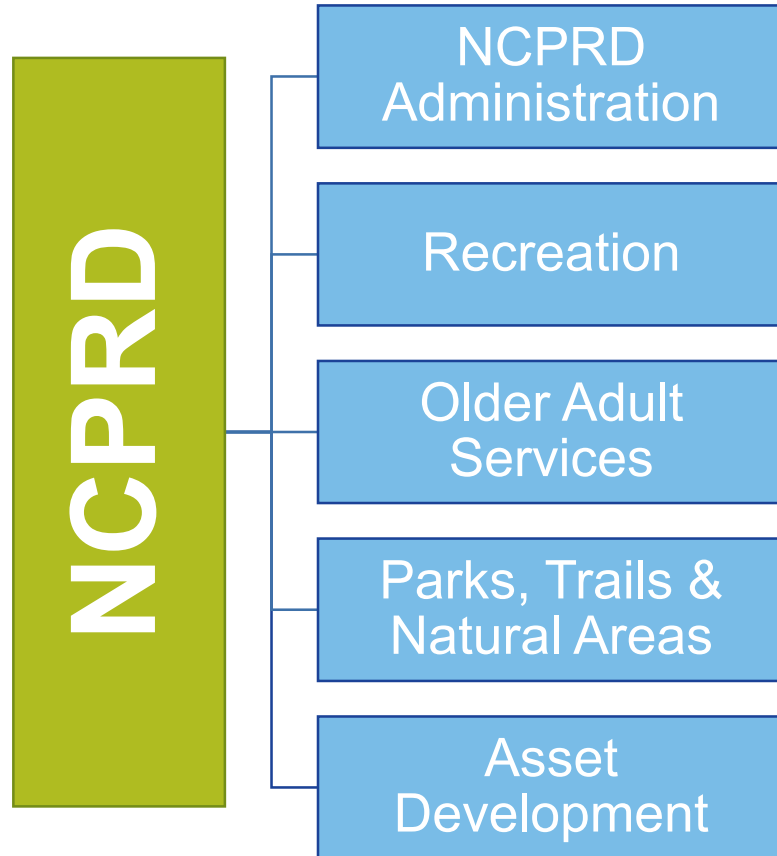 NCPRD
NCPRD
Administration
Recreation
Older Adult
Services
Parks, Trails &
Natural Areas
Asset
Development